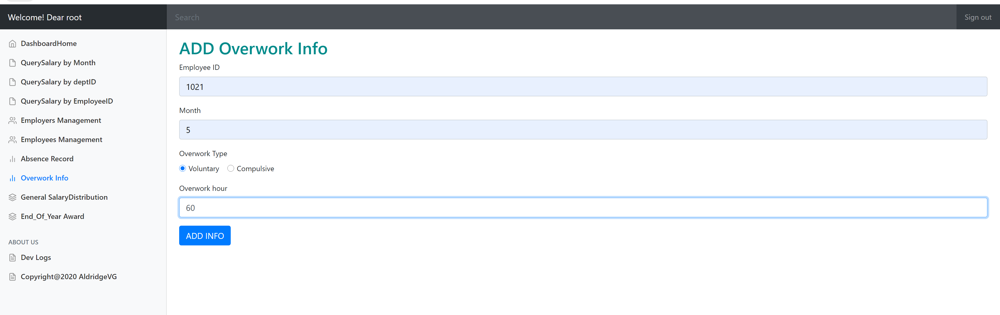 Welcome! Dear root
Search
Sign out
DashboardHome
QuerySalary by Month
QuerySalary by deptID
QuerySalary by EmployeeID
Employers Management
Employees Management
Absence Record
Overwork Info
General SalaryDistribution
End_Of_Year Award
ABOUT US
Dev Logs
Copyright@2020 AldridgeVG
ADD Overwork Info
Employee ID
1021
Month
5
Overwork Type
Voluntary Compulsive
Overwork hour
60
ADD INFO